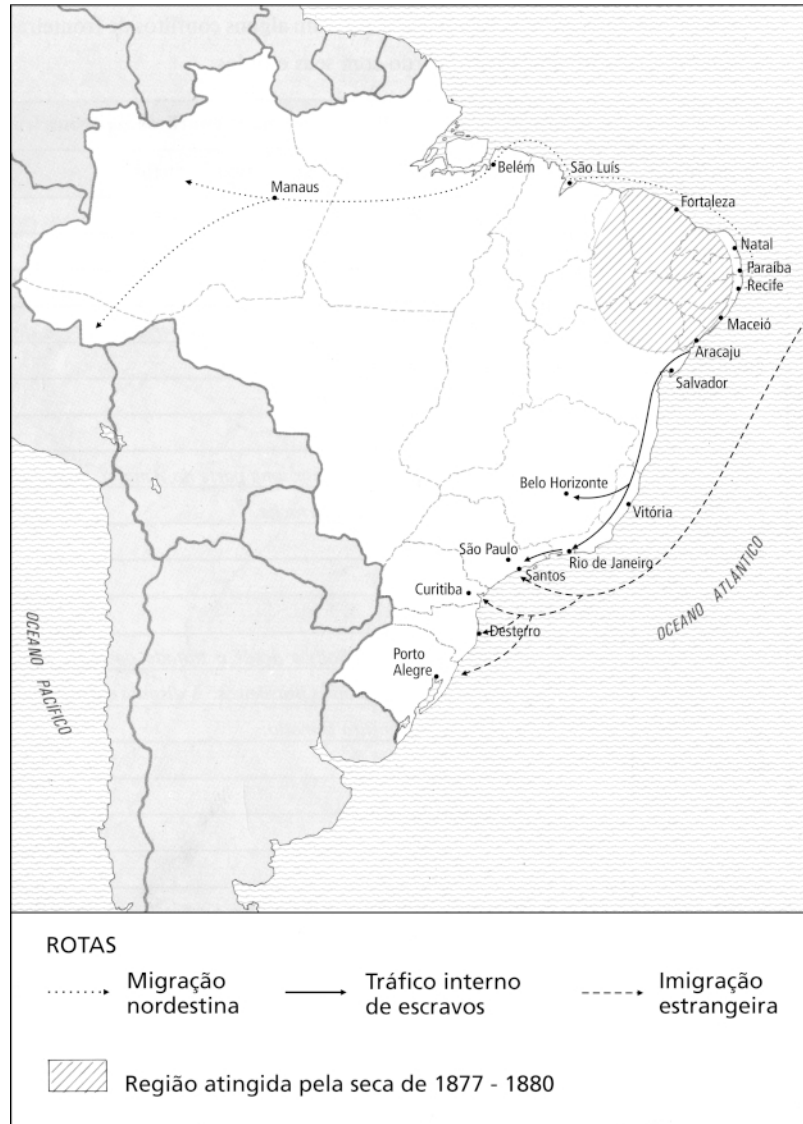 Manaus
Belém
São Luís
Fortaleza
Natal
Paraíba
Recife
Maceió
Aracaju
Salvador
Belo Horizonte
Vitória
São Paulo
Rio de Janeiro
Santos
Curitiba
Desterro
Porto
Alegre
OCEANO ATLÂNTICO
OCEANO PACÍFICO
ROTAS
Migração
nordestina
Tráfico interno
de escravos
Imigração
estrangeira
Região atingida pela seca de 1877 - 1880